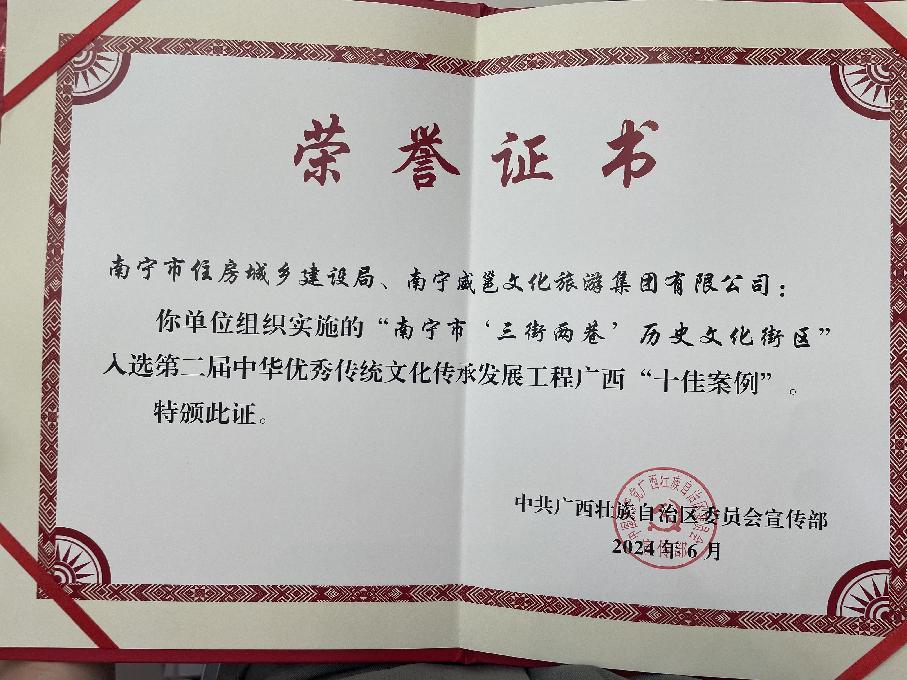 荣誉证书
南宁市住房城乡建设局、南宁威邕文化旅游集团有限公司：
你单位组织实施的“南宁市‘三街两巷’历史文化街区”
入选第二届中华优秀传统文化传承发展工程广西“十佳案例”。
特颁此证。
中共广西壮族自治区委员会宣传部
2024年6月
宣传部